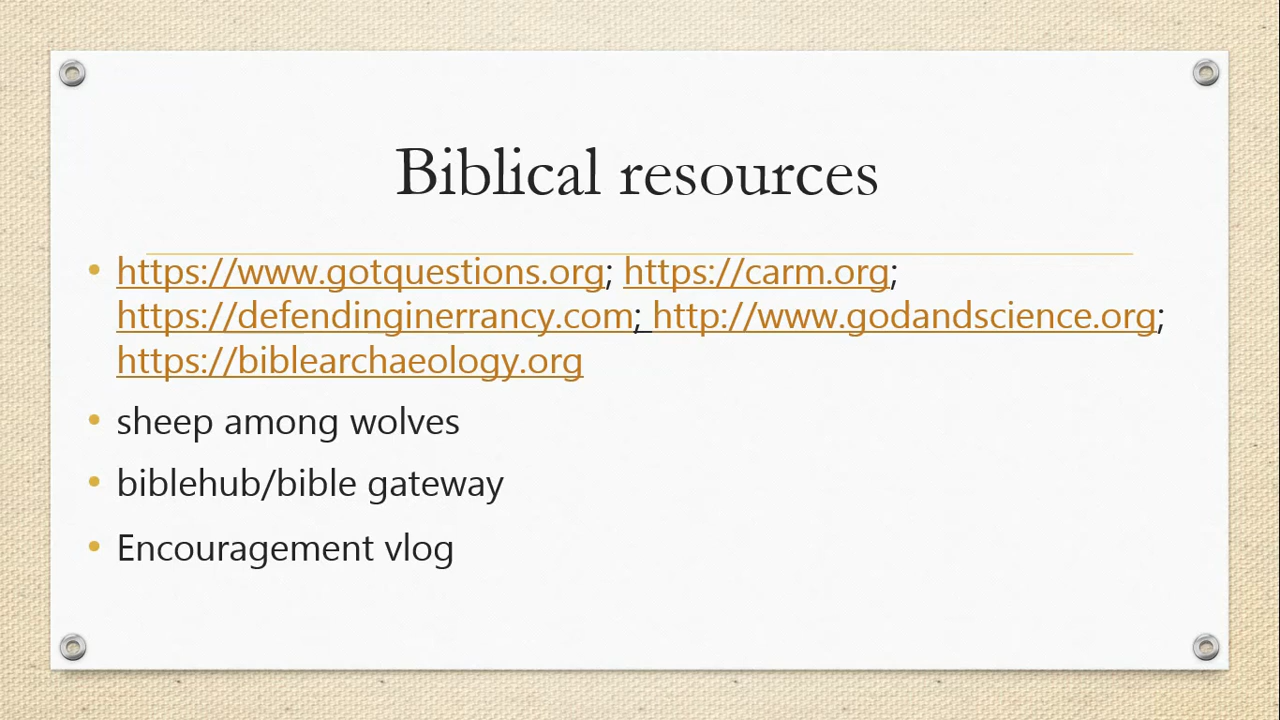 Biblical resources
• https://www.gotquestions.org; https://carm.org;
https://defendinginerrancy.com; http://www.godandscience.org;
https://biblearchaeology.org
• sheep among wolves
• biblehub/bible gateway
• Encouragement vlog